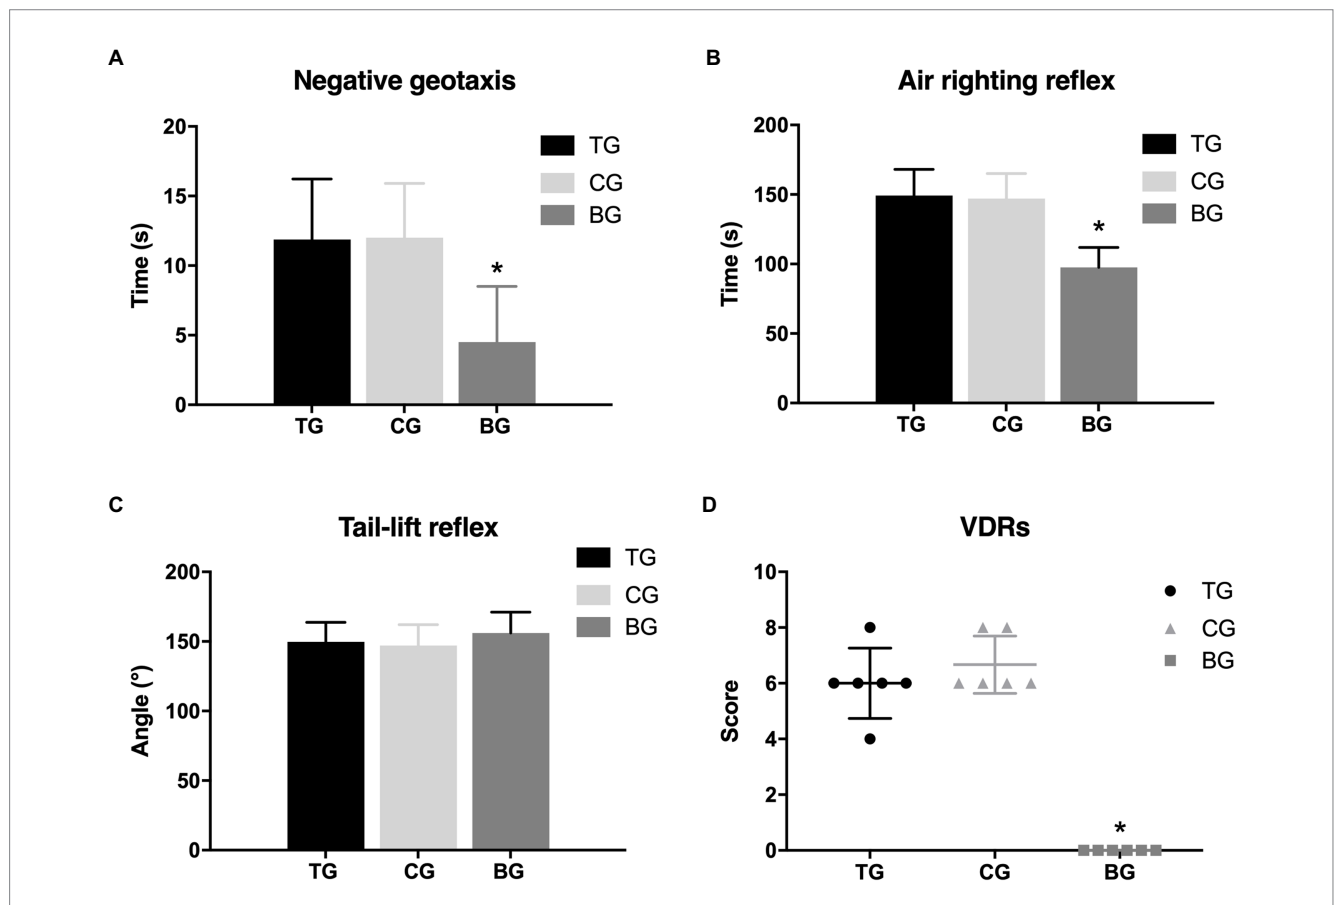 A
Negative geotaxis
20
15
10
5
0
Time (s)
*
TG
CG
BG
TG
CG
BG
B
Air righting reflex
200
150
100
50
0
Time (s)
*
TG
CG
BG
TG
CG
BG
C
Tail-lift reflex
200
150
100
50
0
Angle (°)
TG
CG
BG
TG
CG
BG
D
VDRs
10
8
6
4
2
0
Score
*
TG
CG
BG
TG
CG
BG